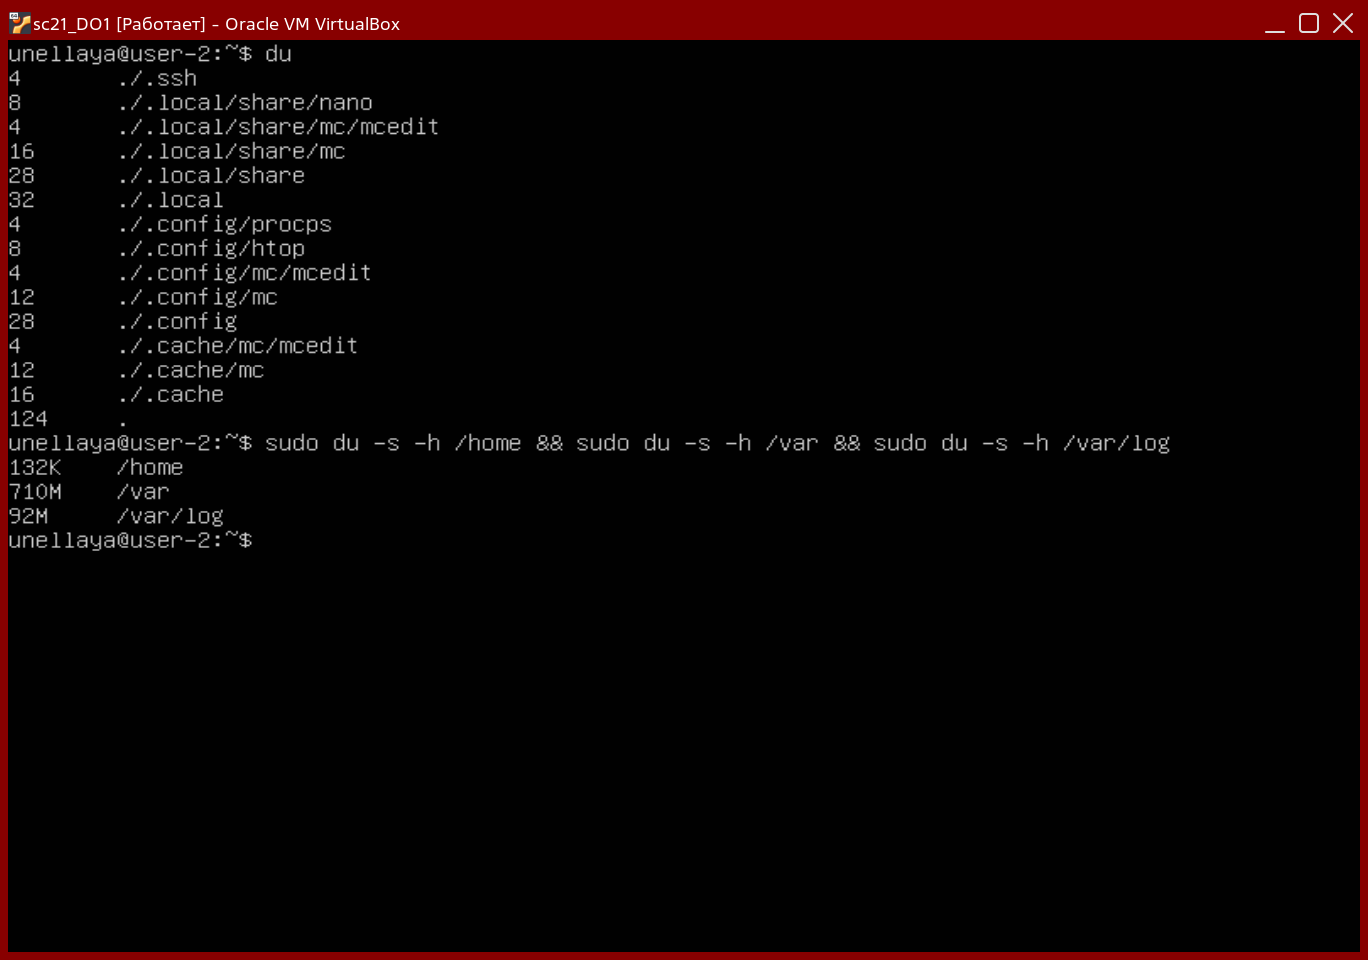 sc21_DO1 [Работает] - Oracle VM VirtualBox
unellaya@user-2:~$ du
4 ./.ssh
8 ./.local/share/nano
4 ./.local/share/mc/mcedit
16 ./.local/share/mc
28 ./.local/share
32 ./.local
4 ./.config/procps
8 ./.config/htop
4 ./.config/mc/mcedit
12 ./.config/mc
28 ./.config
4 ./.cache/mc/mcedit
12 ./.cache/mc
16 ./.cache
124 .
unellaya@user-2:~$ sudo du -s -h /home && sudo du -s -h /var && sudo du -s -h /var/log
132K /home
710M /var
92M /var/log
unellaya@user-2:~$